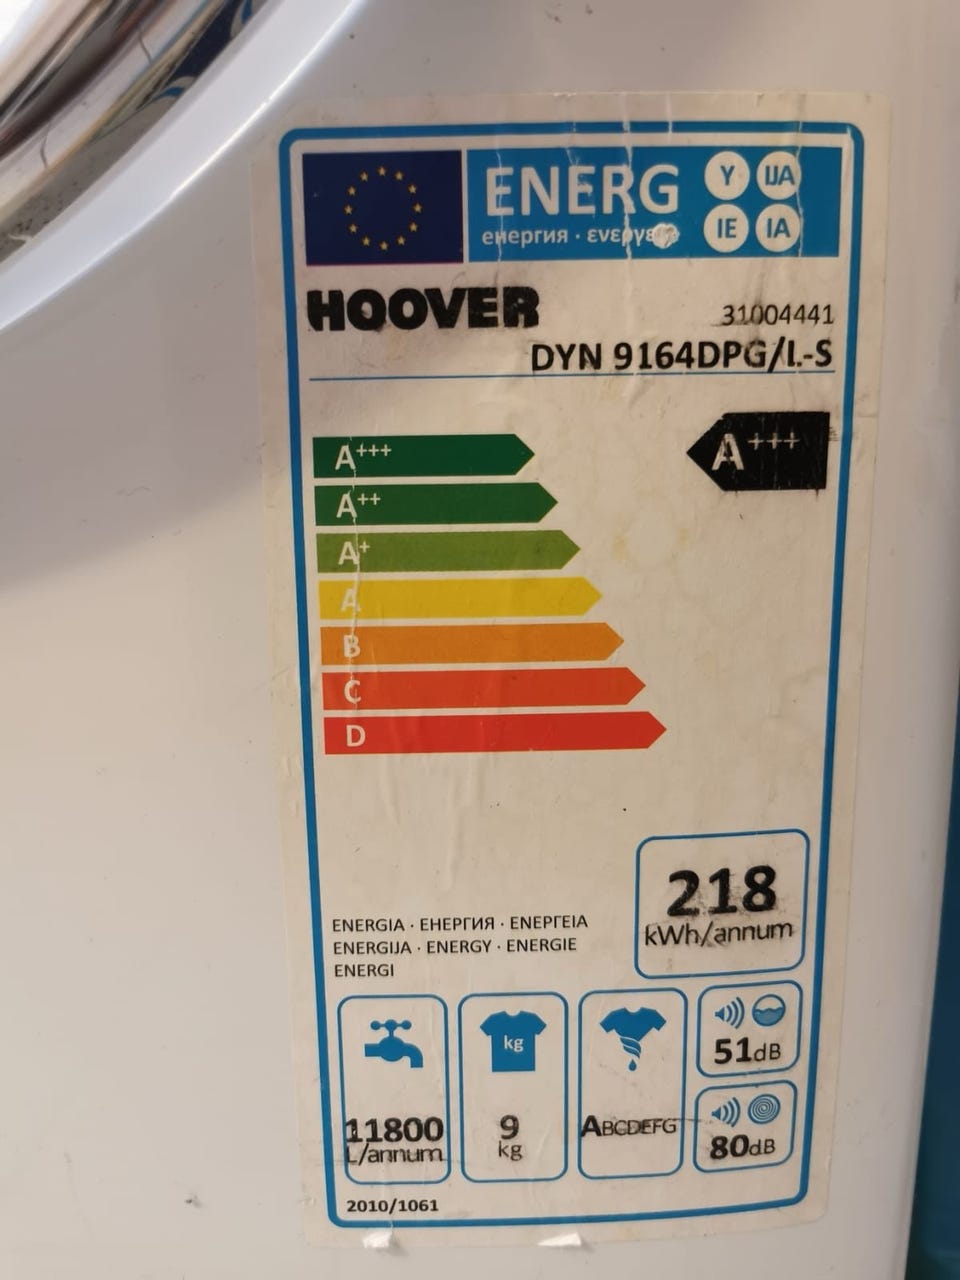 ENERG
Y IJA
енергия · ενεργεια
IE IA
HOOVER
31004441
DYN 9164DPG/L-S
A+++
A+++
A++
A+
A
B
C
D
218
kWh/annum
ENERGIA · ЕНЕРГИЯ · ΕΝΕΡΓΕΙΑ
ENERGIJA · ENERGY · ENERGIE
ENERGI
kg
51dB
11800
L/annum
9
kg
ABCDEFG
80dB
2010/1061